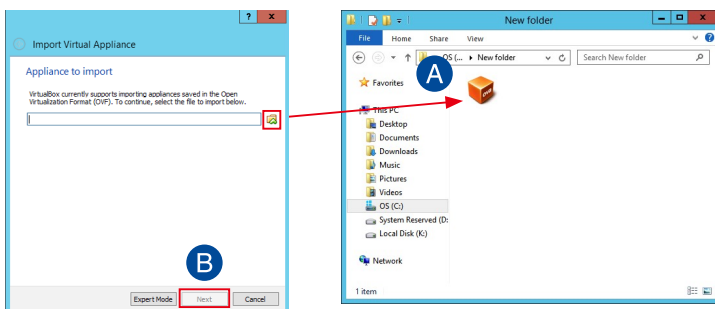 ? x
Import Virtual Appliance
Appliance to import
VirtualBox currently supports importing appliances saved in the Open
Virtualization Format (OVF). To continue, select the file to import below.
B
Expert Mode Next Cancel
New folder
File Home Share View
OS (... ▸ New folder
Search New folder
A
OVF
Favorites
This PC
Desktop
Documents
Downloads
Music
Pictures
Videos
OS (C:)
System Reserved (D:
Local Disk (K:)
Network
1 item